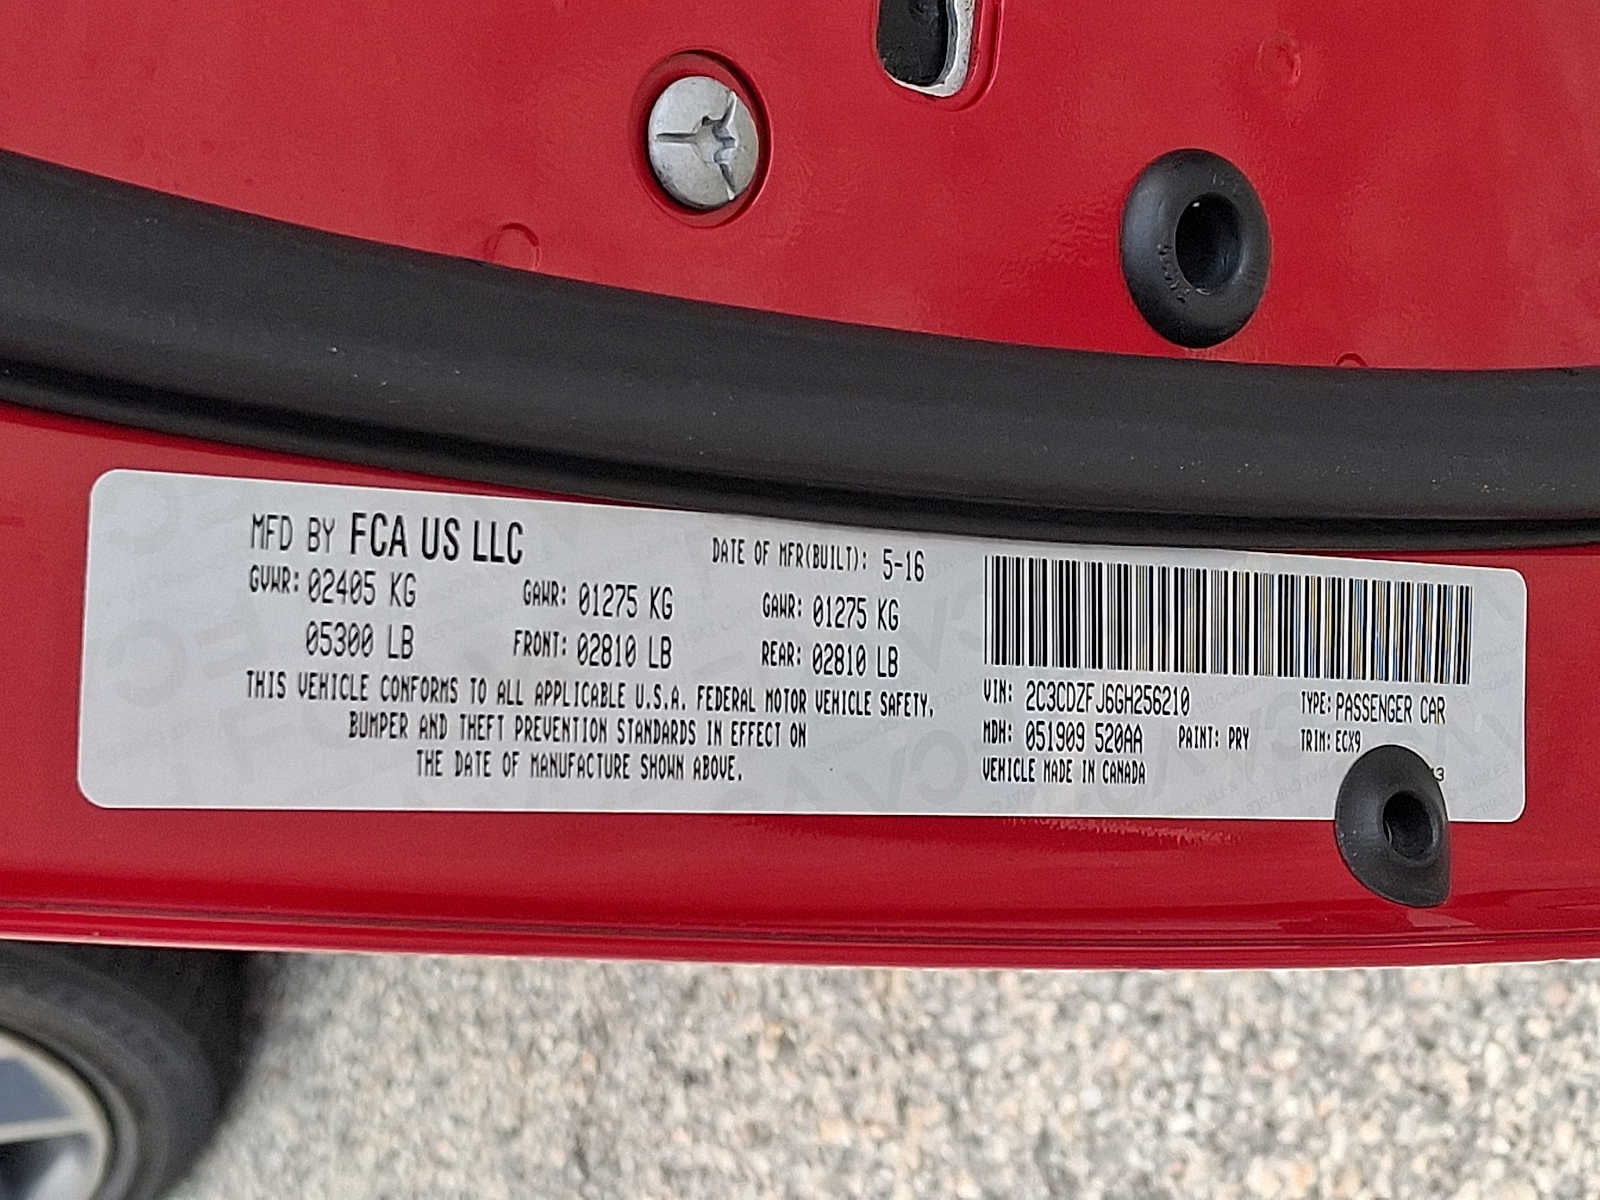 MFD BY FCA US LLC
DATE OF MFR(BUILT): 5-16
GVWR: 02405 KG
05300 LB
GAWR: 01275 KG
FRONT: 02810 LB
GAWR: 01275 KG
REAR: 02810 LB
THIS VEHICLE CONFORMS TO ALL APPLICABLE U.S.A. FEDERAL MOTOR VEHICLE SAFETY,
BUMPER AND THEFT PREVENTION STANDARDS IN EFFECT ON
THE DATE OF MANUFACTURE SHOWN ABOVE.
VIN: 2C3CDZFJ6GH256210 TYPE: PASSENGER CAR
MDH: 051909 520AA PAINT: PRY TRIM: ECX9
VEHICLE MADE IN CANADA